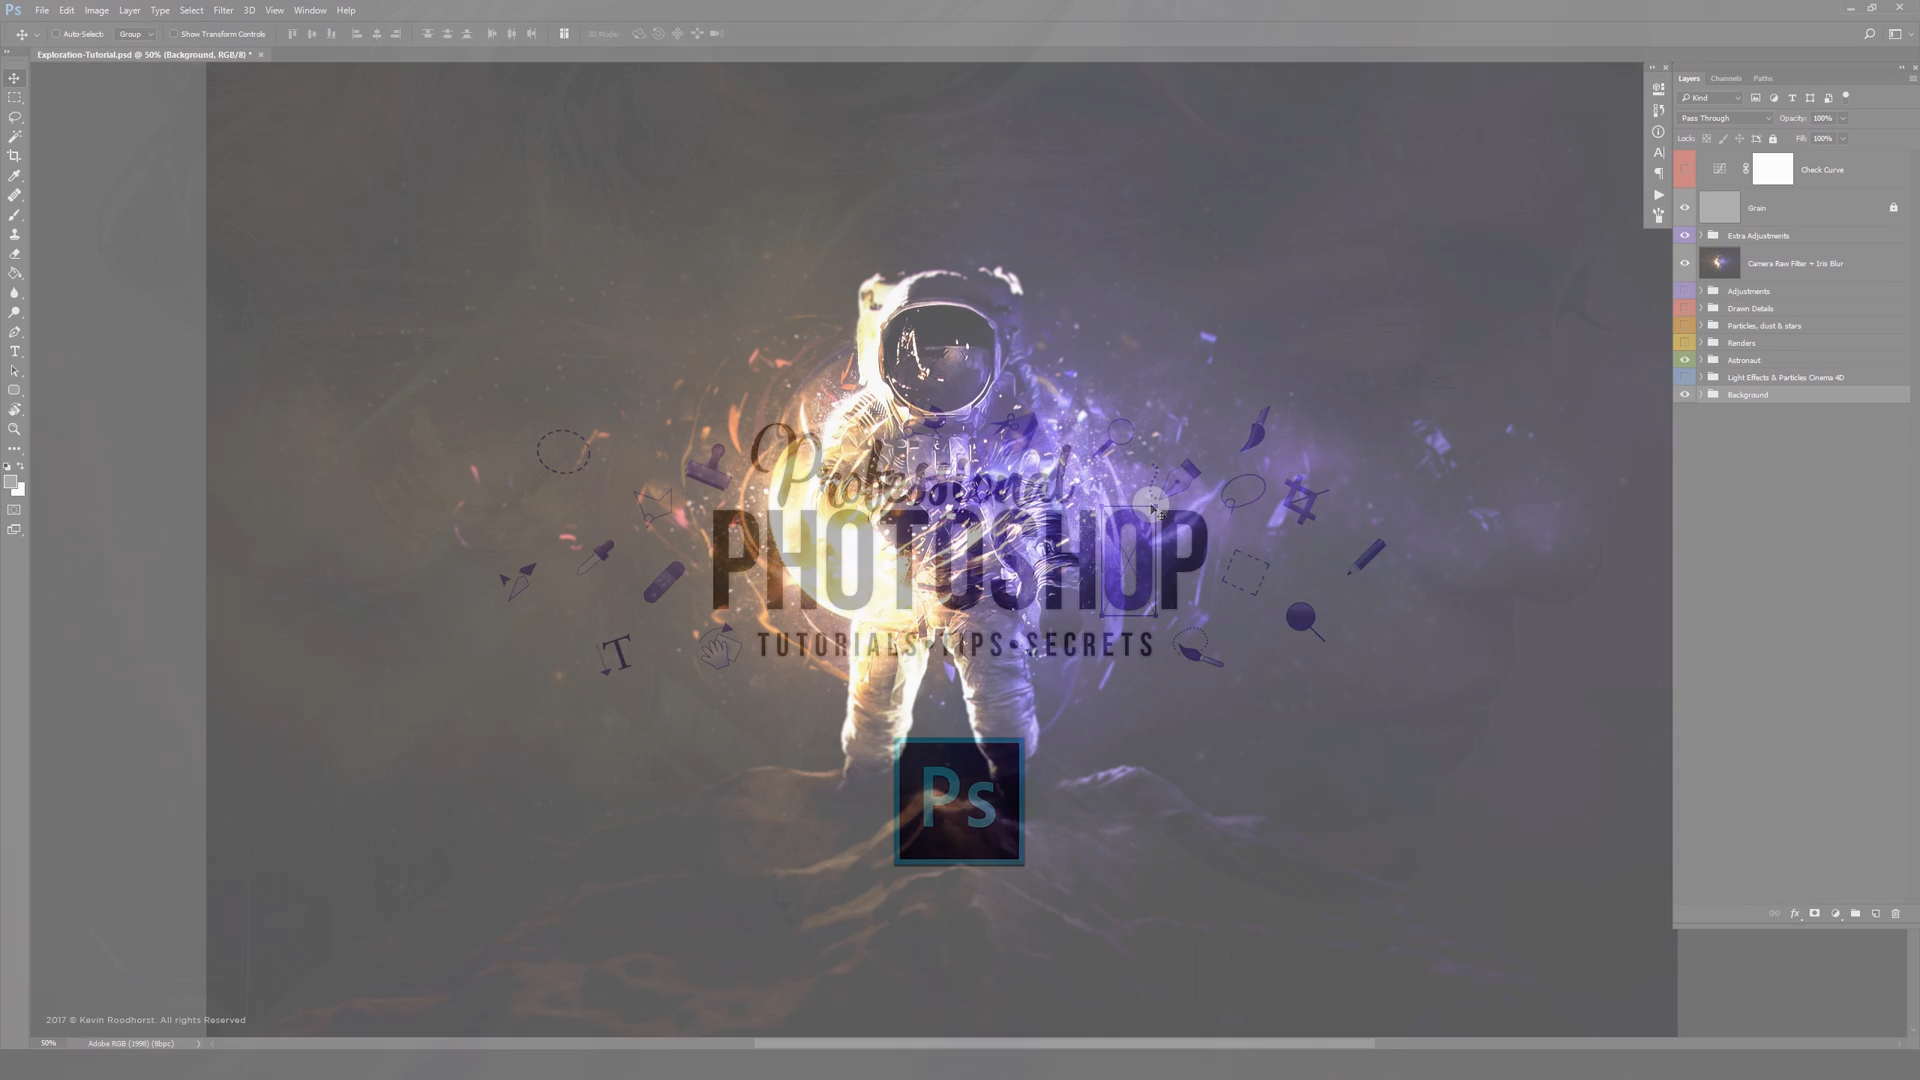 Ps File Edit Image Layer Type Select Filter 3D View Window Help
Auto-Select: Group Show Transform Controls 3D Mode:
Exploration-Tutorial.psd @ 50% (Background, RGB/8) * ×
Layers Channels Paths
Kind
Pass Through Opacity: 100%
Lock: Fill: 100%
Check Curve
Grain
Extra Adjustments
Camera Raw Filter + Iris Blur
Adjustments
Drawn Details
Particles, dust & stars
Renders
Astronaut
Light Effects & Particles Cinema 4D
Background
Professional
PHOTOSHOP
TUTORIALS•TIPS•SECRETS
T
Ps
fx
2017 © Kevin Roodhorst. All rights Reserved
50% Adobe RGB (1998) (8bpc)